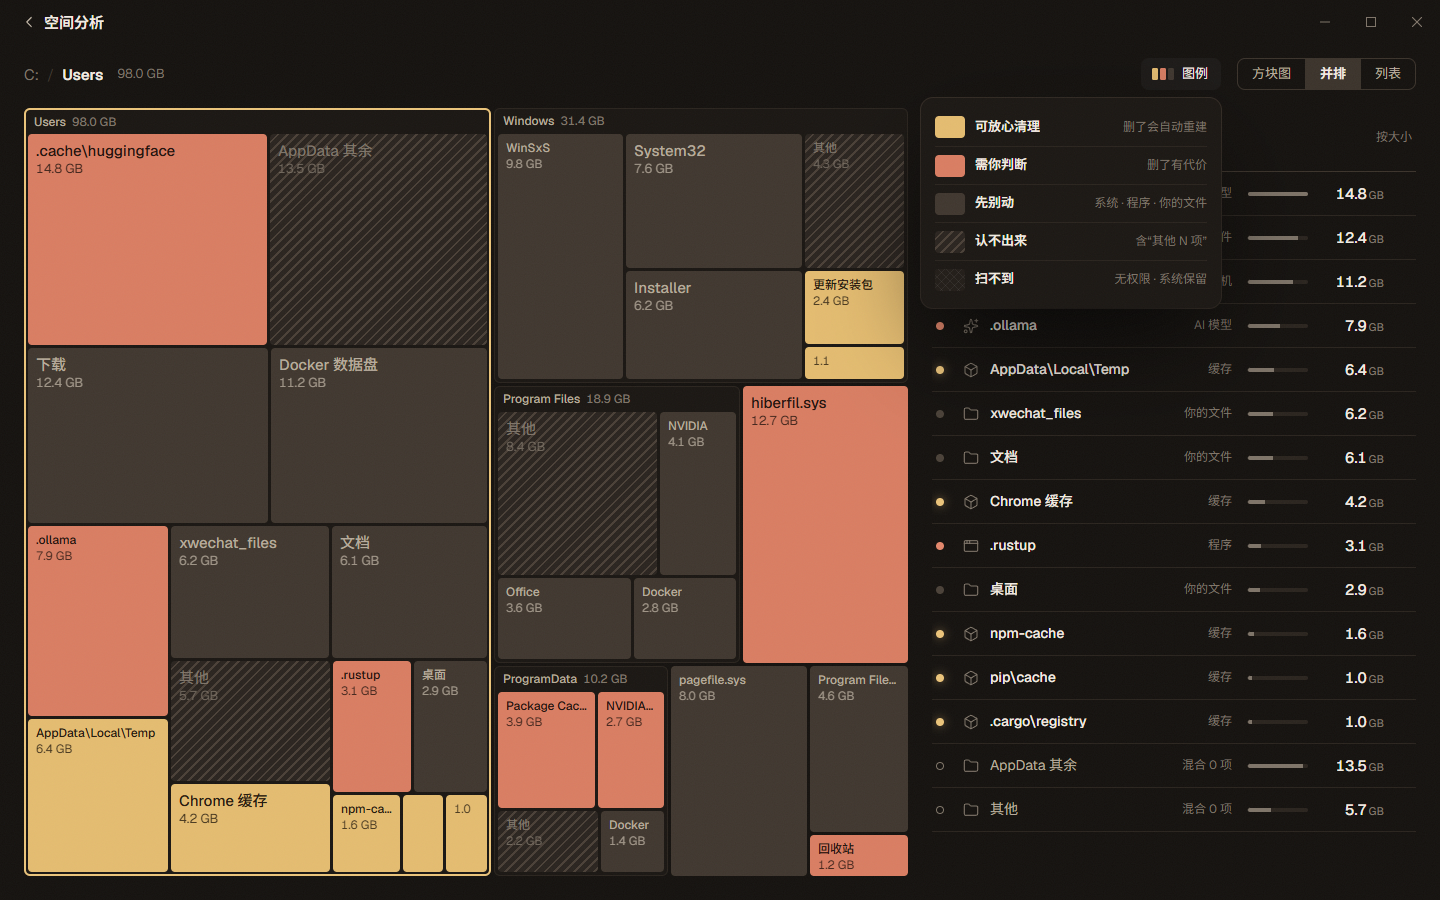 空间分析
C: / Users 98.0 GB
图例
方块图 并排 列表
Users 98.0 GB
.cache\huggingface
14.8 GB
AppData 其余
13.5 GB
下载
12.4 GB
Docker 数据盘
11.2 GB
.ollama
7.9 GB
xwechat_files
6.2 GB
文档
6.1 GB
其他
5.7 GB
.rustup
3.1 GB
桌面
2.9 GB
AppData\Local\Temp
6.4 GB
Chrome 缓存
4.2 GB
npm-ca...
1.6 GB
1.0
Windows 31.4 GB
WinSxS
9.8 GB
System32
7.6 GB
其他
4.3 GB
Installer
6.2 GB
更新安装包
2.4 GB
1.1
Program Files 18.9 GB
其他
8.4 GB
NVIDIA
4.1 GB
Office
3.6 GB
Docker
2.8 GB
hiberfil.sys
12.7 GB
ProgramData 10.2 GB
Package Cac...
3.9 GB
NVIDIA...
2.7 GB
其他
2.2 GB
Docker
1.4 GB
pagefile.sys
8.0 GB
Program File...
4.6 GB
回收站
1.2 GB
可放心清理 删了会自动重建
需你判断 删了有代价
先别动 系统 · 程序 · 你的文件
认不出来 含“其他 N 项”
扫不到 无权限 · 系统保留
按大小
型 14.8 GB
件 12.4 GB
机 11.2 GB
.ollama AI 模型 7.9 GB
AppData\Local\Temp 缓存 6.4 GB
xwechat_files 你的文件 6.2 GB
文档 你的文件 6.1 GB
Chrome 缓存 缓存 4.2 GB
.rustup 程序 3.1 GB
桌面 你的文件 2.9 GB
npm-cache 缓存 1.6 GB
pip\cache 缓存 1.0 GB
.cargo\registry 缓存 1.0 GB
AppData 其余 混合 0 项 13.5 GB
其他 混合 0 项 5.7 GB